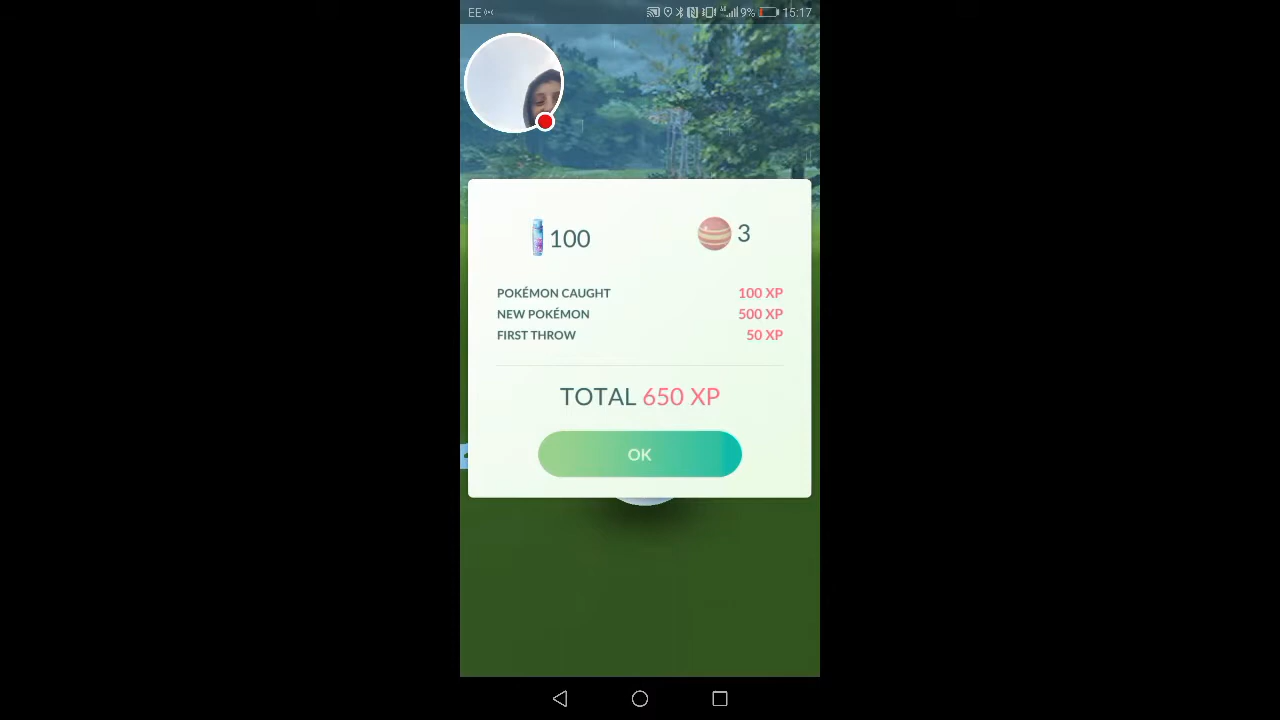 EE 9% 15:17
100 3
POKÉMON CAUGHT 100 XP
NEW POKÉMON 500 XP
FIRST THROW 50 XP
TOTAL 650 XP
OK